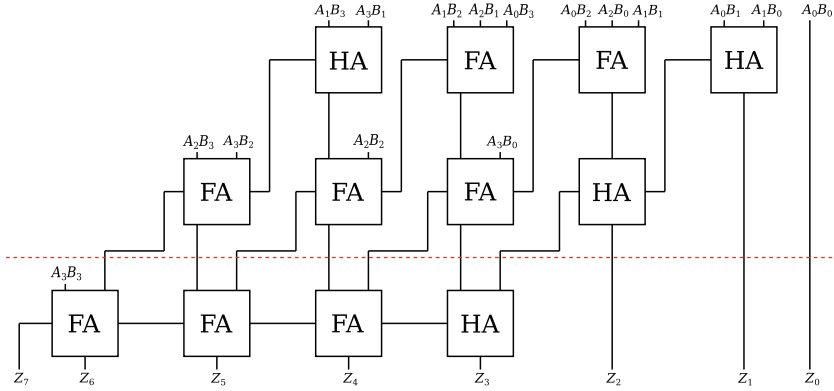 A₁B₃ A₃B₁ A₁B₂ A₂B₁ A₀B₃ A₀B₂ A₂B₀ A₁B₁ A₀B₁ A₁B₀ A₀B₀
HA FA FA HA
A₂B₃ A₃B₂ A₂B₂ A₃B₀
FA FA FA HA
A₃B₃
FA FA FA HA
Z₇ Z₆ Z₅ Z₄ Z₃ Z₂ Z₁ Z₀